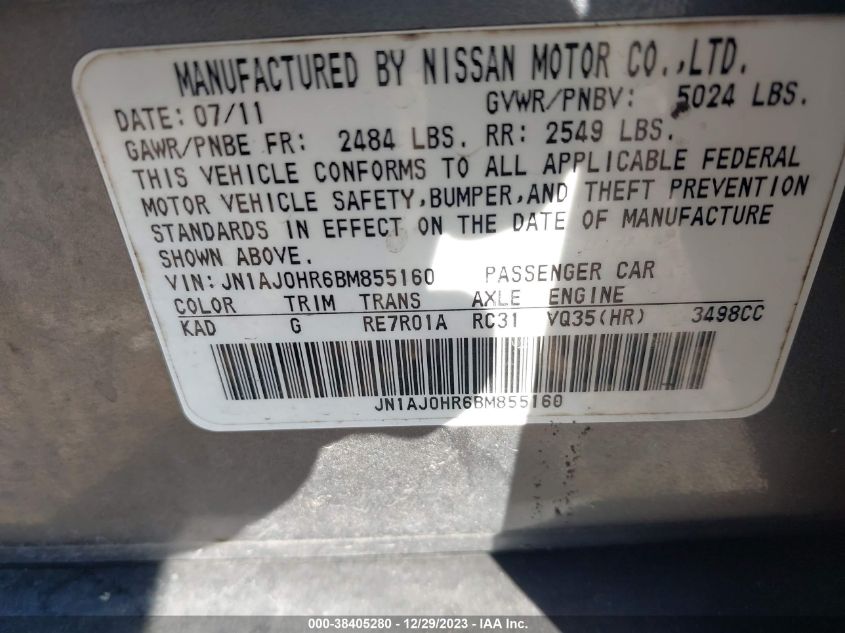 MANUFACTURED BY NISSAN MOTOR CO.,LTD.
DATE: 07/11 GVWR/PNBV: 5024 LBS.
GAWR/PNBE FR: 2484 LBS. RR: 2549 LBS.
THIS VEHICLE CONFORMS TO ALL APPLICABLE FEDERAL
MOTOR VEHICLE SAFETY,BUMPER,AND THEFT PREVENTION
STANDARDS IN EFFECT ON THE DATE OF MANUFACTURE
SHOWN ABOVE.
VIN: JN1AJ0HR6BM855160 PASSENGER CAR
COLOR TRIM TRANS AXLE ENGINE
KAD G RE7R01A RC31 VQ35(HR) 3498CC
JN1AJ0HR6BM855160
000-38405280 - 12/29/2023 - IAA Inc.